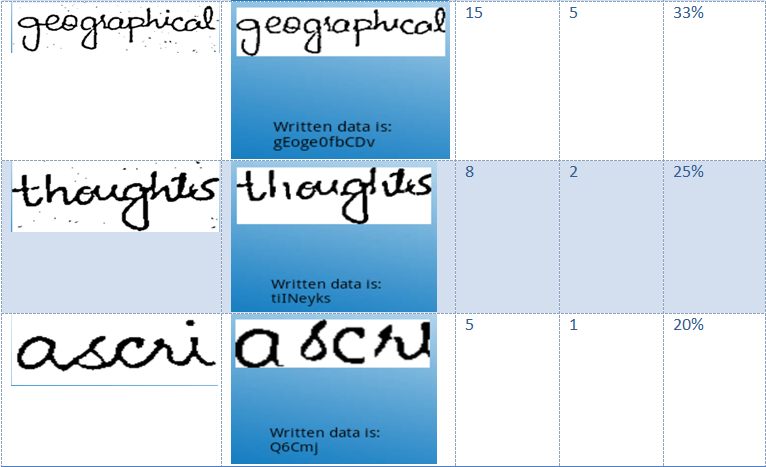 geographical geographical 15 5 33%
Written data is:
gEoge0fbCDv
thoughts thoughts 8 2 25%
Written data is:
tiINeyks
ascri ascri 5 1 20%
Written data is:
Q6Cmj